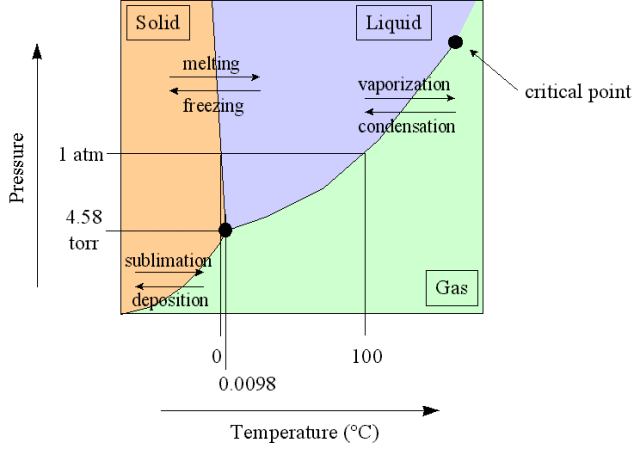 Solid
Liquid
melting
freezing
vaporization
condensation
critical point
Pressure
1 atm
4.58
torr
sublimation
deposition
Gas
0
100
0.0098
Temperature (°C)